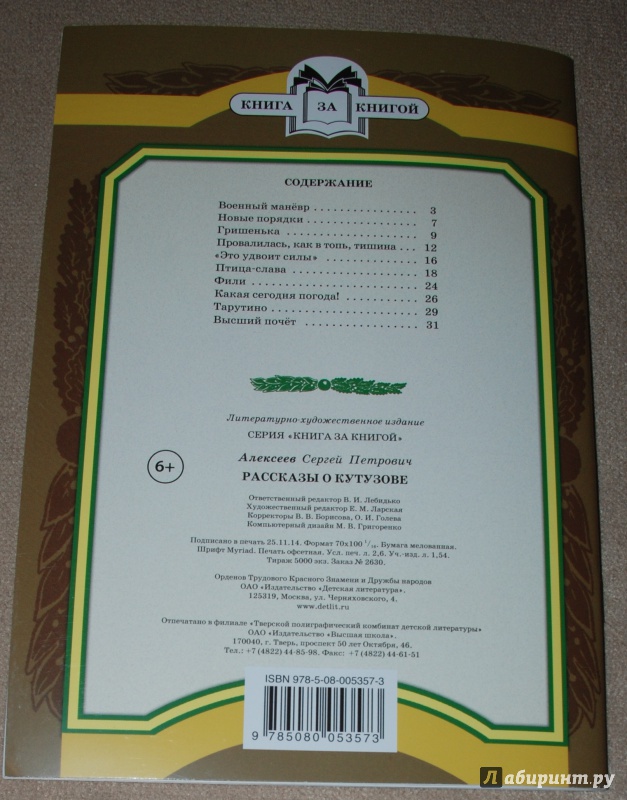 КНИГА ЗА КНИГОЙ
СОДЕРЖАНИЕ
Военный манёвр . . . . . . . . . . . . . . . 3
Новые порядки . . . . . . . . . . . . . . . 7
Гришенька . . . . . . . . . . . . . . . . . . 9
Провалилась, как в топь, тишина . . . 12
«Это удвоит силы» . . . . . . . . . . . . . 16
Птица-слава . . . . . . . . . . . . . . . . . 18
Фили . . . . . . . . . . . . . . . . . . . . . . 24
Какая сегодня погода! . . . . . . . . . . . 26
Тарутино . . . . . . . . . . . . . . . . . . . 29
Высший почёт . . . . . . . . . . . . . . . 31
Литературно-художественное издание
СЕРИЯ «КНИГА ЗА КНИГОЙ»
6+
Алексеев Сергей Петрович
РАССКАЗЫ О КУТУЗОВЕ
Ответственный редактор В. И. Лебидько
Художественный редактор Е. М. Ларская
Корректоры В. В. Борисова, О. И. Голева
Компьютерный дизайн М. В. Григоренко
Подписано в печать 25.11.14. Формат 70х100 1/16. Бумага мелованная.
Шрифт Myriad. Печать офсетная. Усл. печ. л. 2,6. Уч.-изд. л. 1,54.
Тираж 5000 экз. Заказ № 2630.
Орденов Трудового Красного Знамени и Дружбы народов
ОАО «Издательство «Детская литература».
125319, Москва, ул. Черняховского, 4.
www.detlit.ru
Отпечатано в филиале «Тверской полиграфический комбинат детской литературы»
ОАО «Издательство «Высшая школа».
170040, г. Тверь, проспект 50 лет Октября, 46.
Тел.: +7 (4822) 44-85-98. Факс: +7 (4822) 44-61-51
ISBN 978-5-08-005357-3
9 785080 053573
Лабиринт.ру